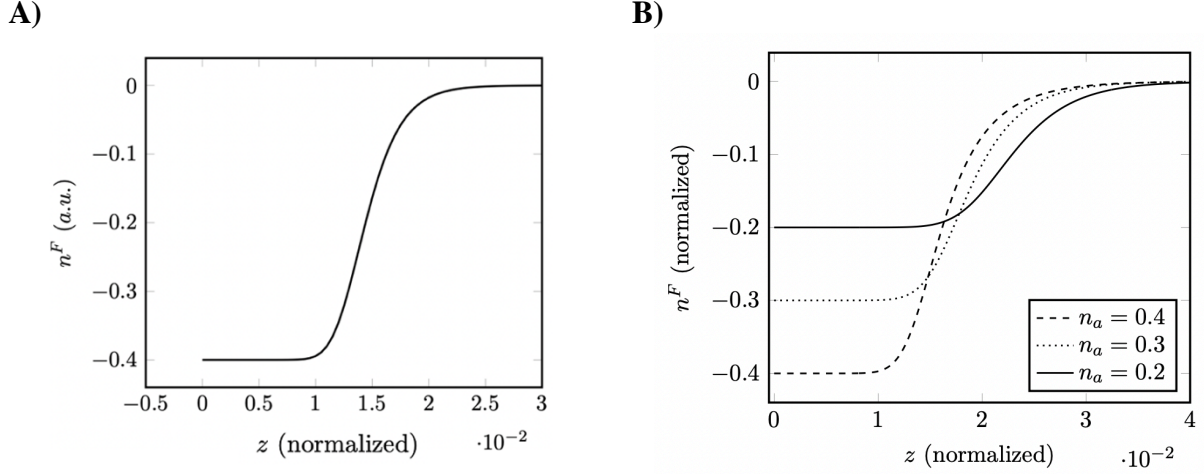 A)
0
−0.1
−0.2
−0.3
−0.4
n^F (a.u.)
−0.5 0 0.5 1 1.5 2 2.5 3
z (normalized) ·10^−2
B)
0
−0.1
−0.2
−0.3
−0.4
n^F (normalized)
n_a = 0.4
n_a = 0.3
n_a = 0.2
0 1 2 3 4
z (normalized) ·10^−2